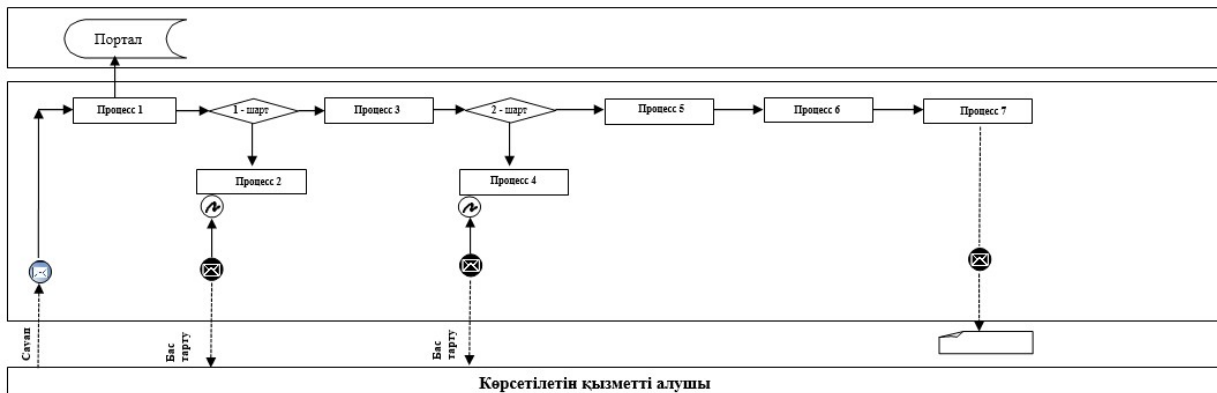 Портал
Процесс 1
1 - шарт
Процесс 3
2 - шарт
Процесс 5
Процесс 6
Процесс 7
Процесс 2
Процесс 4
Сауап
Бас
тарту
Бас
тарту
Көрсетілетін қызметті алушы